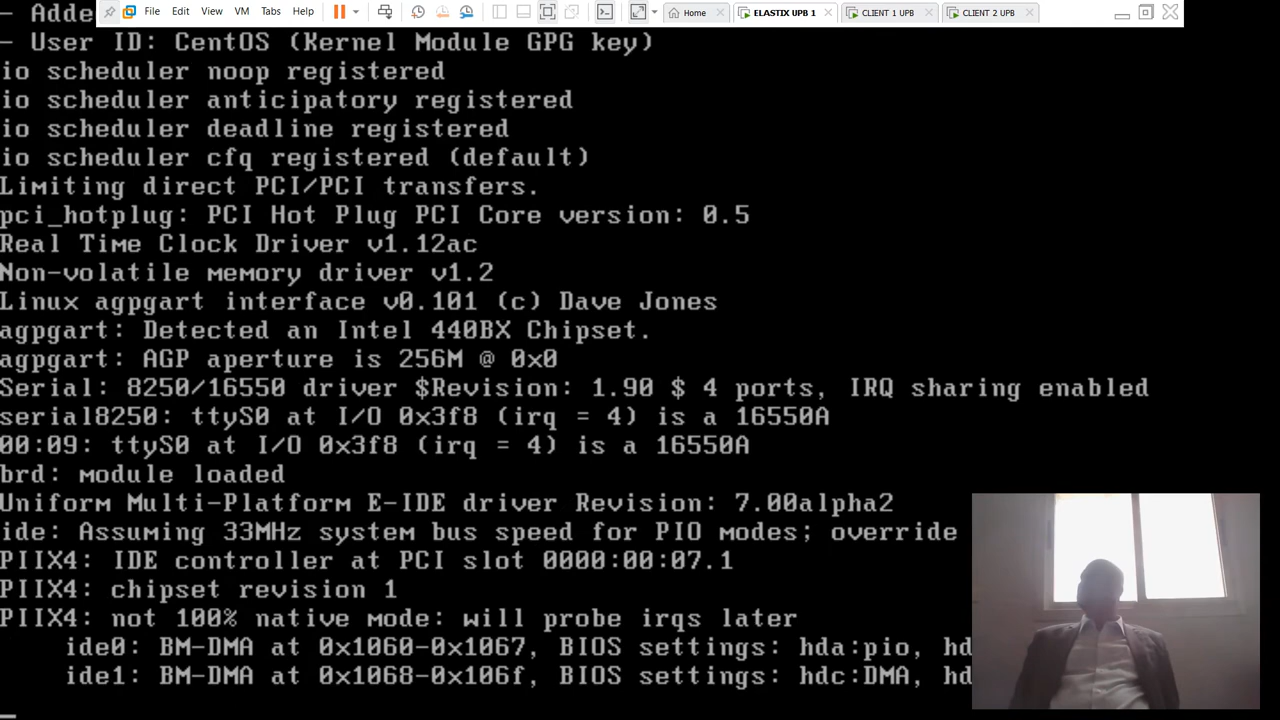 - Adde
File Edit View VM Tabs Help
Home
ELASTIX UPB 1
CLIENT 1 UPB
CLIENT 2 UPB
- User ID: CentOS (Kernel Module GPG key)
io scheduler noop registered
io scheduler anticipatory registered
io scheduler deadline registered
io scheduler cfq registered (default)
Limiting direct PCI/PCI transfers.
pci_hotplug: PCI Hot Plug PCI Core version: 0.5
Real Time Clock Driver v1.12ac
Non-volatile memory driver v1.2
Linux agpgart interface v0.101 (c) Dave Jones
agpgart: Detected an Intel 440BX Chipset.
agpgart: AGP aperture is 256M @ 0x0
Serial: 8250/16550 driver $Revision: 1.90 $ 4 ports, IRQ sharing enabled
serial8250: ttyS0 at I/O 0x3f8 (irq = 4) is a 16550A
00:09: ttyS0 at I/O 0x3f8 (irq = 4) is a 16550A
brd: module loaded
Uniform Multi-Platform E-IDE driver Revision: 7.00alpha2
ide: Assuming 33MHz system bus speed for PIO modes; override
PIIX4: IDE controller at PCI slot 0000:00:07.1
PIIX4: chipset revision 1
PIIX4: not 100% native mode: will probe irqs later
ide0: BM-DMA at 0x1060-0x1067, BIOS settings: hda:pio, hd
ide1: BM-DMA at 0x1068-0x106f, BIOS settings: hdc:DMA, hd